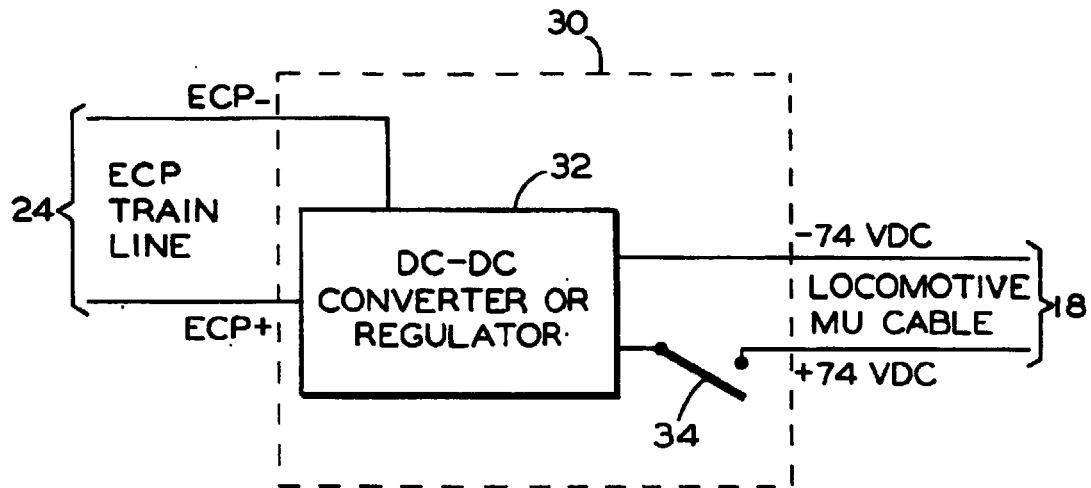 30
ECP-
24
ECP
TRAIN
LINE
ECP+
32
DC-DC
CONVERTER OR
REGULATOR
-74 VDC
LOCOMOTIVE
MU CABLE
18
+74 VDC
34